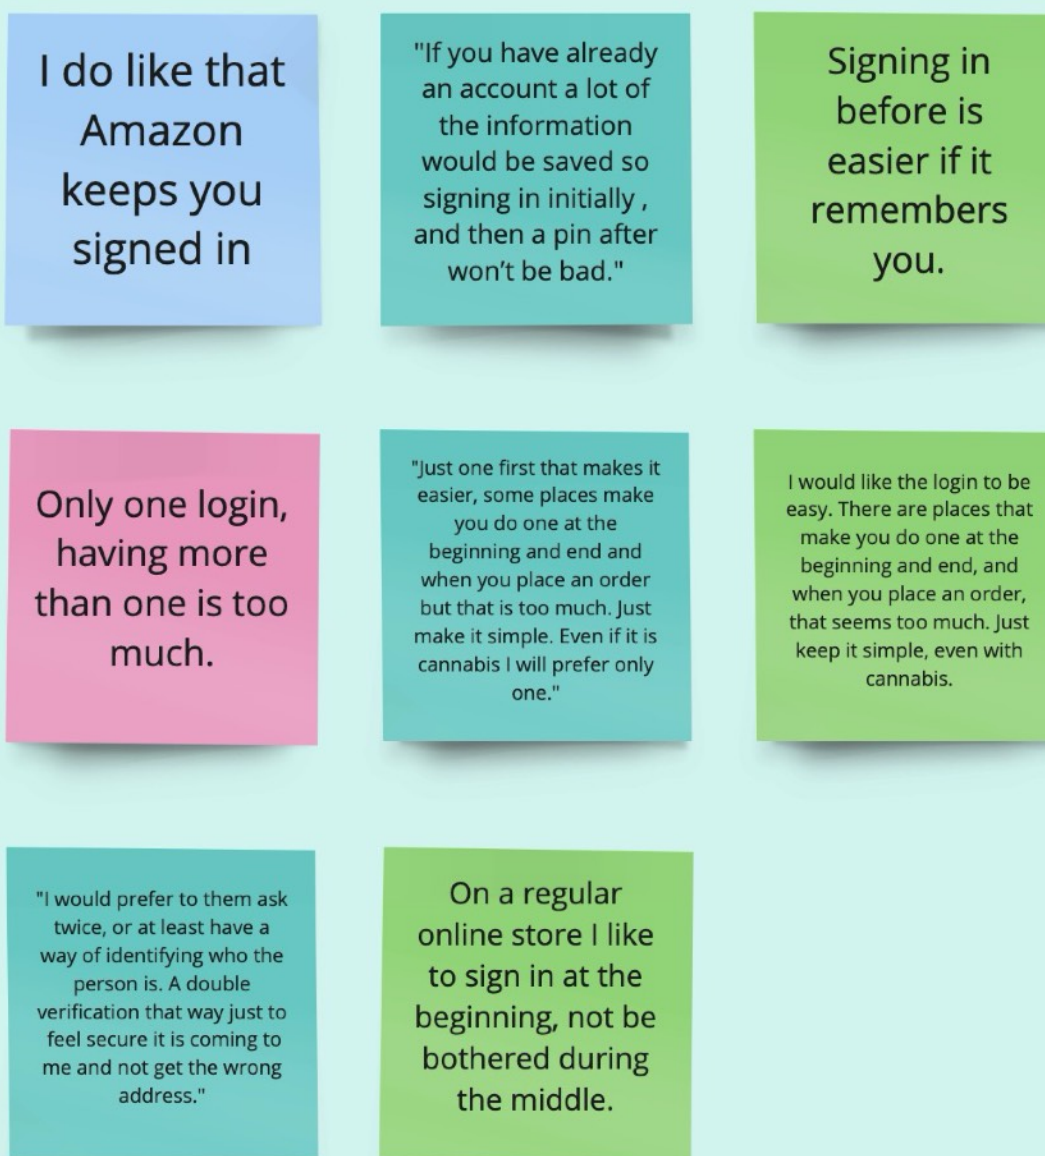 I do like that
Amazon
keeps you
signed in
"If you have already
an account a lot of
the information
would be saved so
signing in initially ,
and then a pin after
won't be bad."
Signing in
before is
easier if it
remembers
you.
Only one login,
having more
than one is too
much.
"Just one first that makes it
easier, some places make
you do one at the
beginning and end and
when you place an order
but that is too much. Just
make it simple. Even if it is
cannabis I will prefer only
one."
I would like the login to be
easy. There are places that
make you do one at the
beginning and end, and
when you place an order,
that seems too much. Just
keep it simple, even with
cannabis.
"I would prefer to them ask
twice, or at least have a
way of identifying who the
person is. A double
verification that way just to
feel secure it is coming to
me and not get the wrong
address."
On a regular
online store I like
to sign in at the
beginning, not be
bothered during
the middle.